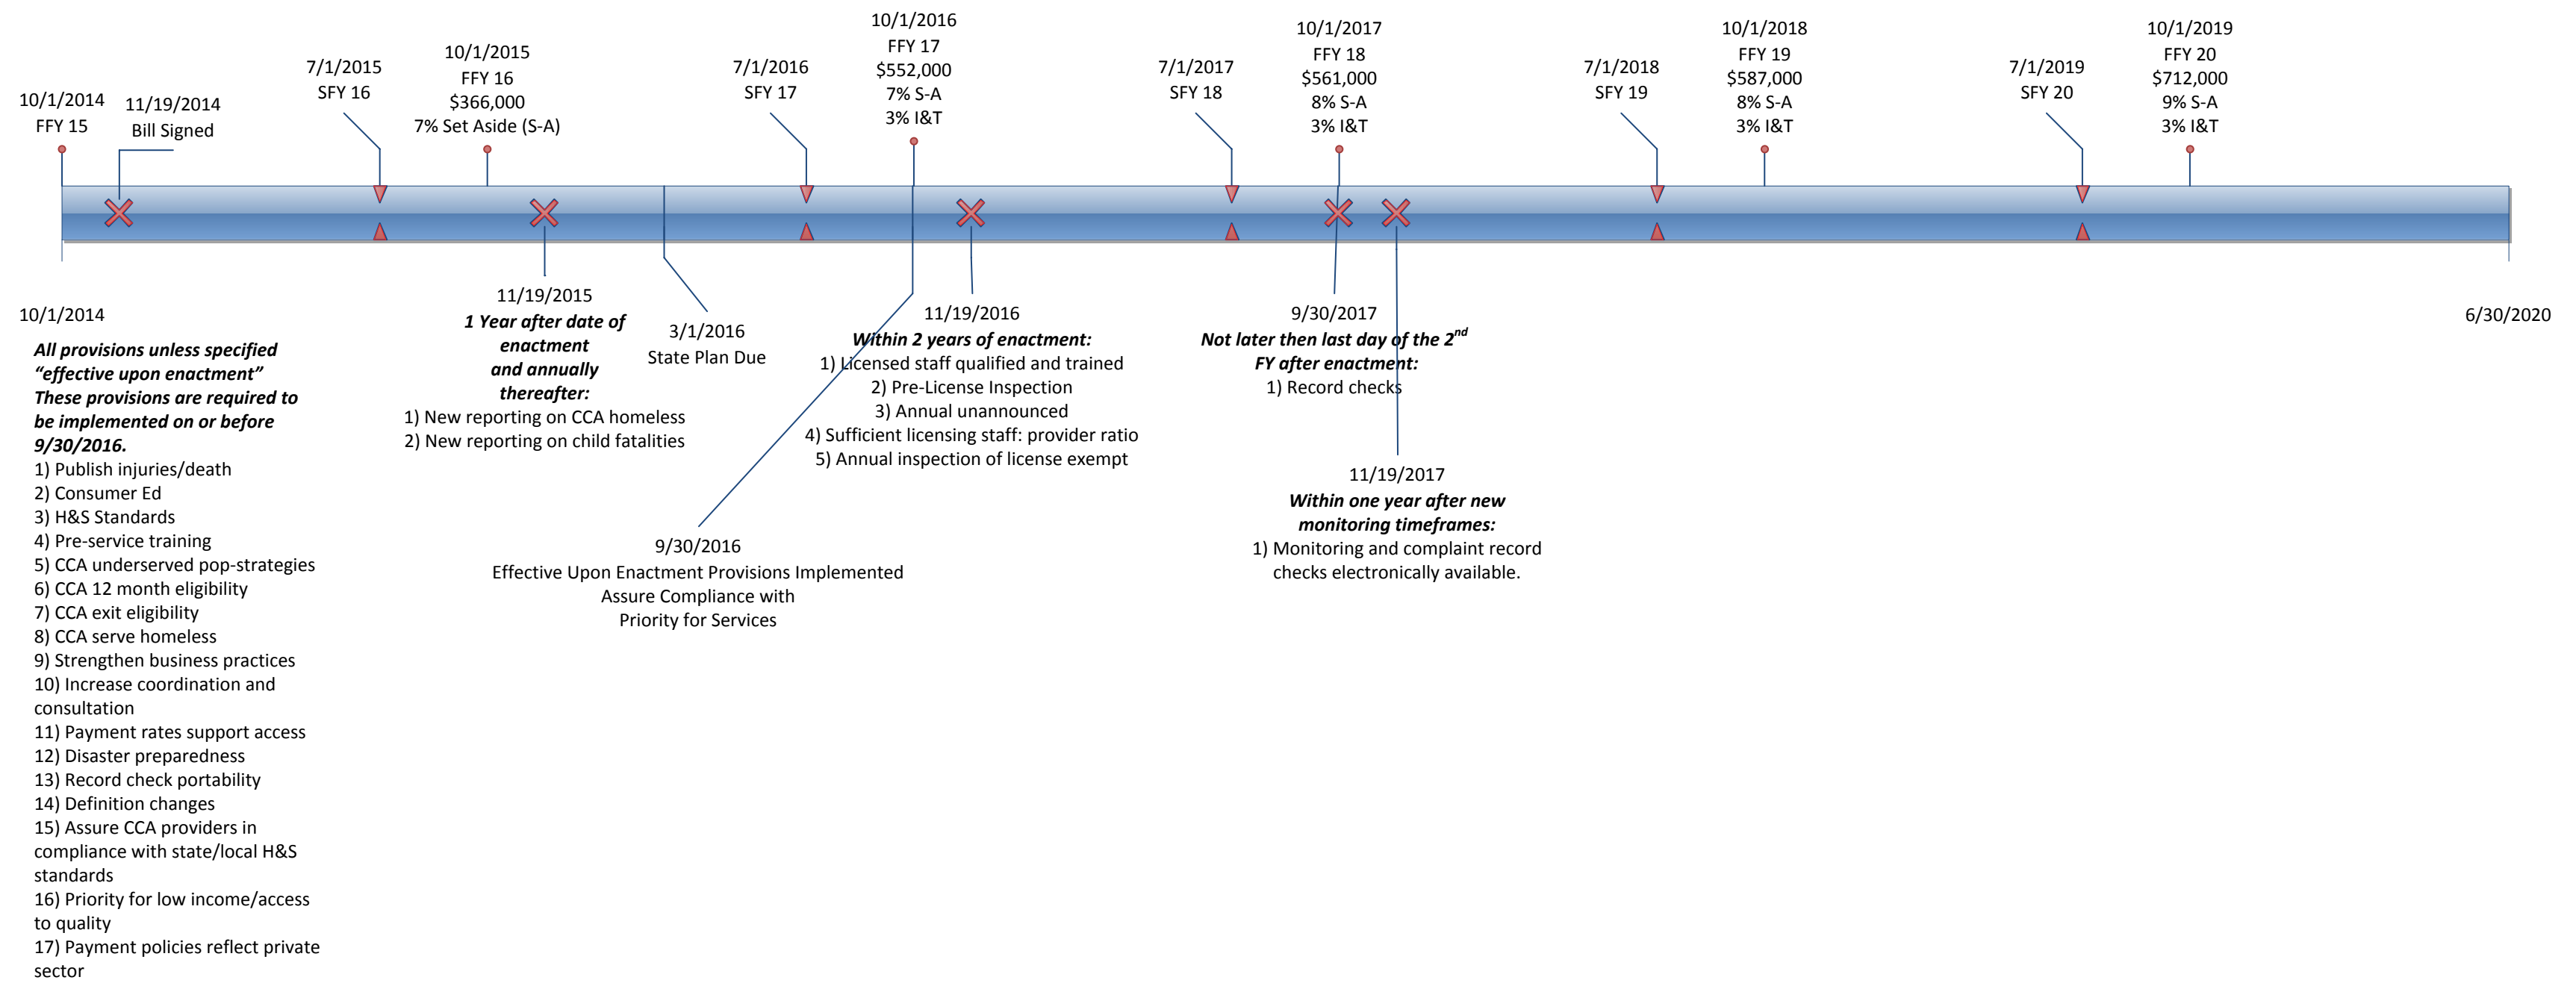 10/1/2014
FFY 15
11/19/2014
Bill Signed
7/1/2015
SFY 16
10/1/2015
FFY 16
$366,000
7% Set Aside (S-A)
7/1/2016
SFY 17
10/1/2016
FFY 17
$552,000
7% S-A
3% I&T
7/1/2017
SFY 18
10/1/2017
FFY 18
$561,000
8% S-A
3% I&T
7/1/2018
SFY 19
10/1/2018
FFY 19
$587,000
8% S-A
3% I&T
7/1/2019
SFY 20
10/1/2019
FFY 20
$712,000
9% S-A
3% I&T
10/1/2014
All provisions unless specified
“effective upon enactment”
These provisions are required to
be implemented on or before
9/30/2016.
1) Publish injuries/death
2) Consumer Ed
3) H&S Standards
4) Pre-service training
5) CCA underserved pop-strategies
6) CCA 12 month eligibility
7) CCA exit eligibility
8) CCA serve homeless
9) Strengthen business practices
10) Increase coordination and
consultation
11) Payment rates support access
12) Disaster preparedness
13) Record check portability
14) Definition changes
15) Assure CCA providers in
compliance with state/local H&S
standards
16) Priority for low income/access
to quality
17) Payment policies reflect private
sector
11/19/2015
1 Year after date of
enactment
and annually
thereafter:
1) New reporting on CCA homeless
2) New reporting on child fatalities
3/1/2016
State Plan Due
9/30/2016
Effective Upon Enactment Provisions Implemented
Assure Compliance with
Priority for Services
11/19/2016
Within 2 years of enactment:
1) Licensed staff qualified and trained
2) Pre-License Inspection
3) Annual unannounced
4) Sufficient licensing staff: provider ratio
5) Annual inspection of license exempt
9/30/2017
Not later then last day of the 2nd
FY after enactment:
1) Record checks
11/19/2017
Within one year after new
monitoring timeframes:
1) Monitoring and complaint record
checks electronically available.
6/30/2020